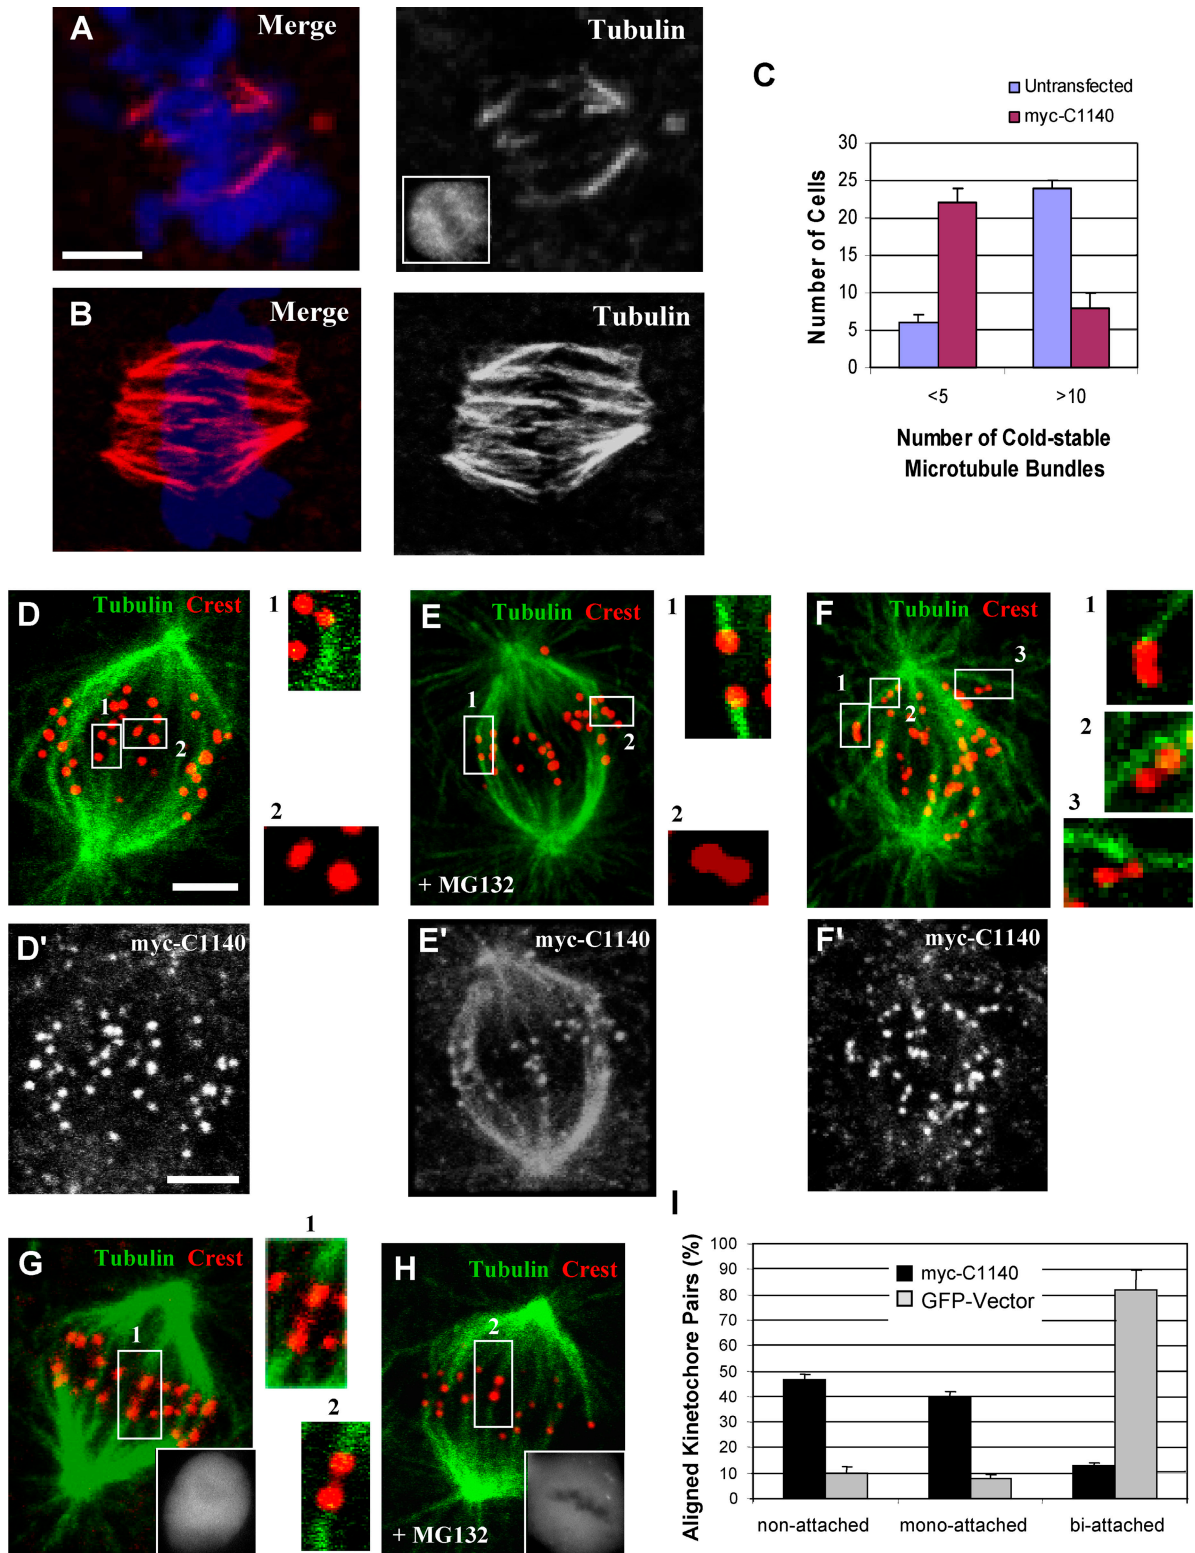 A
Merge
Tubulin
B
Merge
Tubulin
C
Untransfected
myc-C1140
Number of Cells
30
25
20
15
10
5
0
<5
>10
Number of Cold-stable
Microtubule Bundles
D
Tubulin Crest
1
2
1
2
E
Tubulin Crest
1
2
+ MG132
1
2
F
Tubulin Crest
1
2
3
1
2
3
D'
myc-C1140
E'
myc-C1140
F'
myc-C1140
G
Tubulin Crest
1
1
2
H
Tubulin Crest
2
+ MG132
I
Aligned Kinetochore Pairs (%)
100
90
80
70
60
50
40
30
20
10
0
myc-C1140
GFP-Vector
non-attached
mono-attached
bi-attached